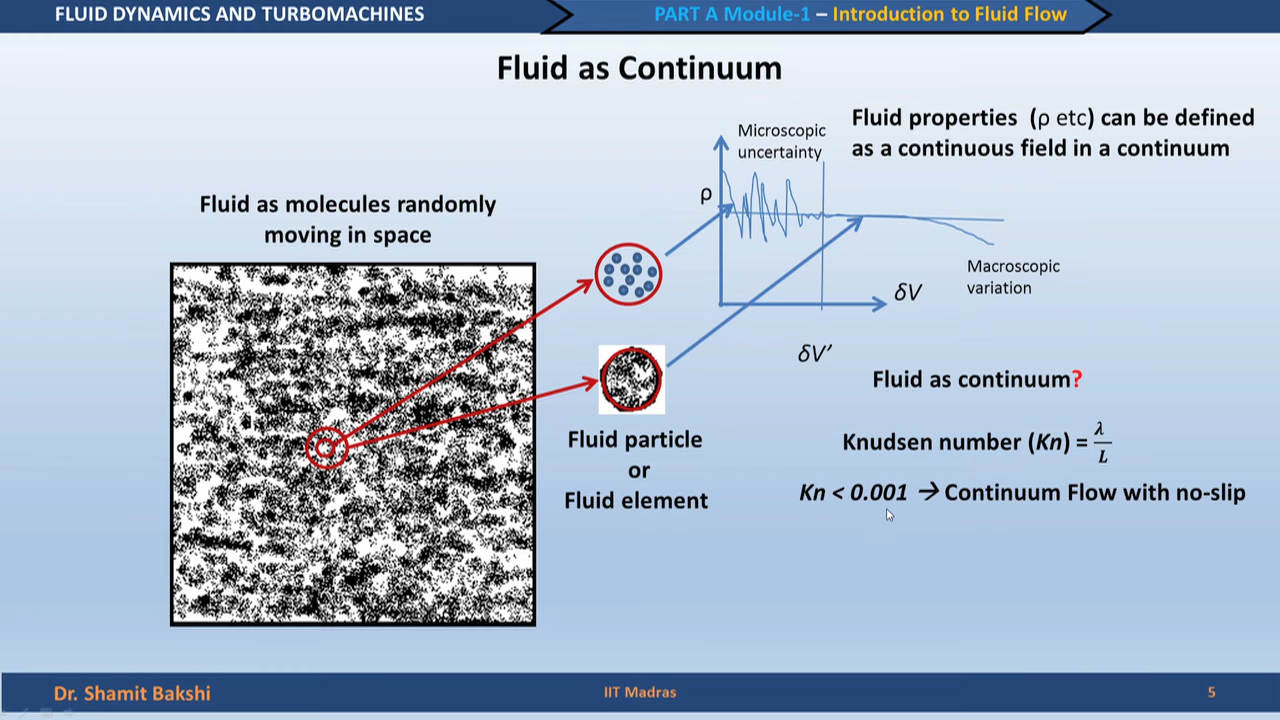 FLUID DYNAMICS AND TURBOMACHINES
PART A Module-1 – Introduction to Fluid Flow
Fluid as Continuum
Fluid as molecules randomly
moving in space
Fluid particle
or
Fluid element
Microscopic
uncertainty
ρ
δV
δV’
Macroscopic
variation
Fluid properties (ρ etc) can be defined
as a continuous field in a continuum
Fluid as continuum?
Knudsen number (Kn) = λ/L
Kn < 0.001 → Continuum Flow with no-slip
Dr. Shamit Bakshi
IIT Madras
5